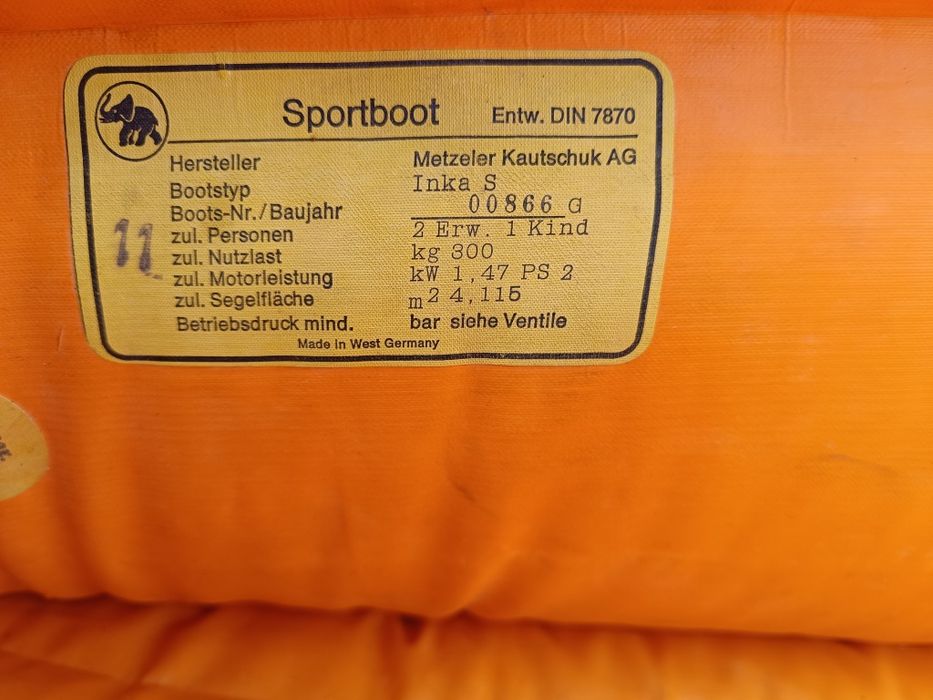 Sportboot Entw. DIN 7870
Hersteller Metzeler Kautschuk AG
Bootstyp Inka S
Boots-Nr./Baujahr 00866 G
zul. Personen 2 Erw. 1 Kind
zul. Nutzlast kg 300
zul. Motorleistung kW 1,47 PS 2
zul. Segelfläche m2 4,115
Betriebsdruck mind. bar siehe Ventile
Made in West Germany
11